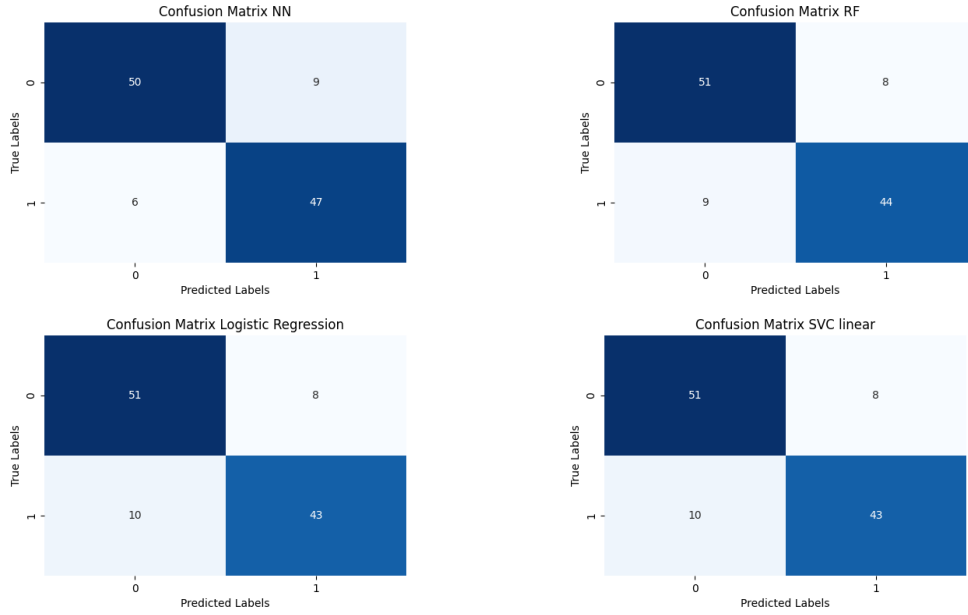 Confusion Matrix NN
True Labels
0
50
9
1
6
47
0
1
Predicted Labels
Confusion Matrix RF
True Labels
0
51
8
1
9
44
0
1
Predicted Labels
Confusion Matrix Logistic Regression
True Labels
0
51
8
1
10
43
0
1
Predicted Labels
Confusion Matrix SVC linear
True Labels
0
51
8
1
10
43
0
1
Predicted Labels